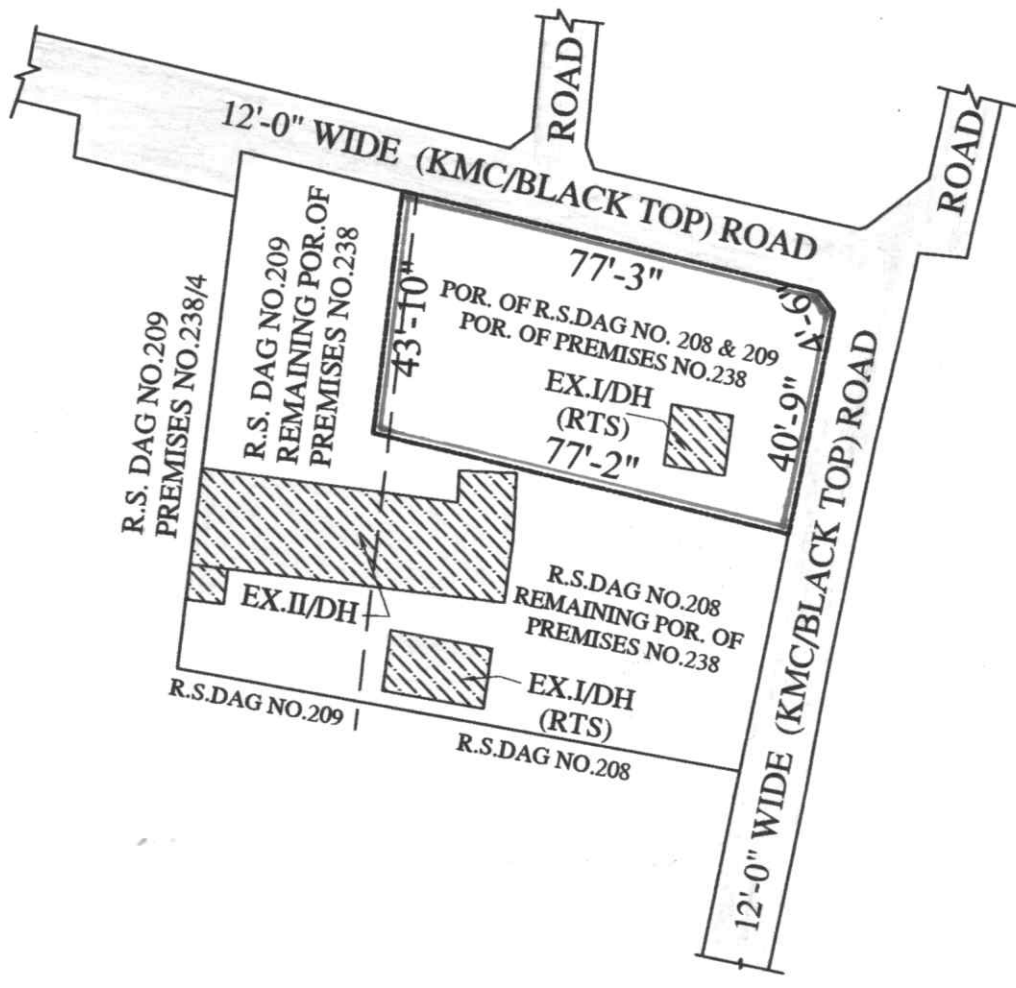 ROAD
ROAD
12'-0" WIDE (KMC/BLACK TOP) ROAD
R.S. DAG NO.209
PREMISES NO.238/4
R.S. DAG NO.209
REMAINING POR.OF
PREMISES NO.238
43'-10"
77'-3"
4'-9"
POR. OF R.S.DAG NO. 208 & 209
POR. OF PREMISES NO.238
EX.I/DH
(RTS)
40'-9"
77'-2"
12'-0" WIDE (KMC/BLACK TOP) ROAD
R.S.DAG NO.208
REMAINING POR. OF
PREMISES NO.238
EX.II/DH
EX.I/DH
(RTS)
R.S.DAG NO.209
R.S.DAG NO.208